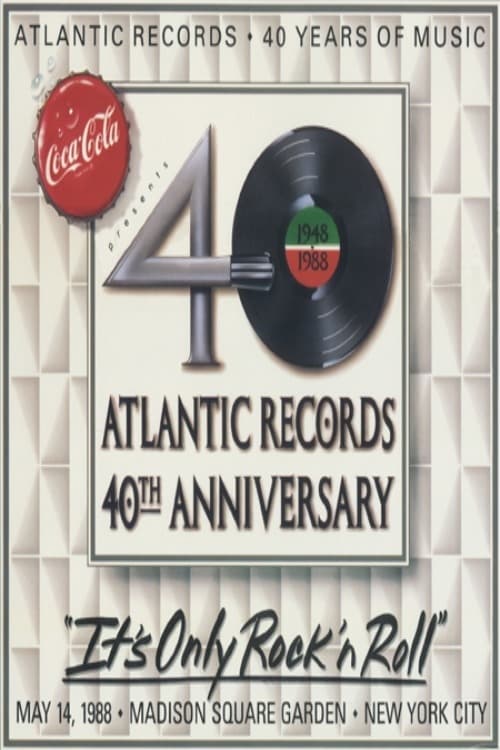 ATLANTIC RECORDS • 40 YEARS OF MUSIC
Coca-Cola
presents
40
1948
1988
ATLANTIC RECORDS
40TH ANNIVERSARY
"It's Only Rock 'n Roll"
MAY 14, 1988 • MADISON SQUARE GARDEN • NEW YORK CITY